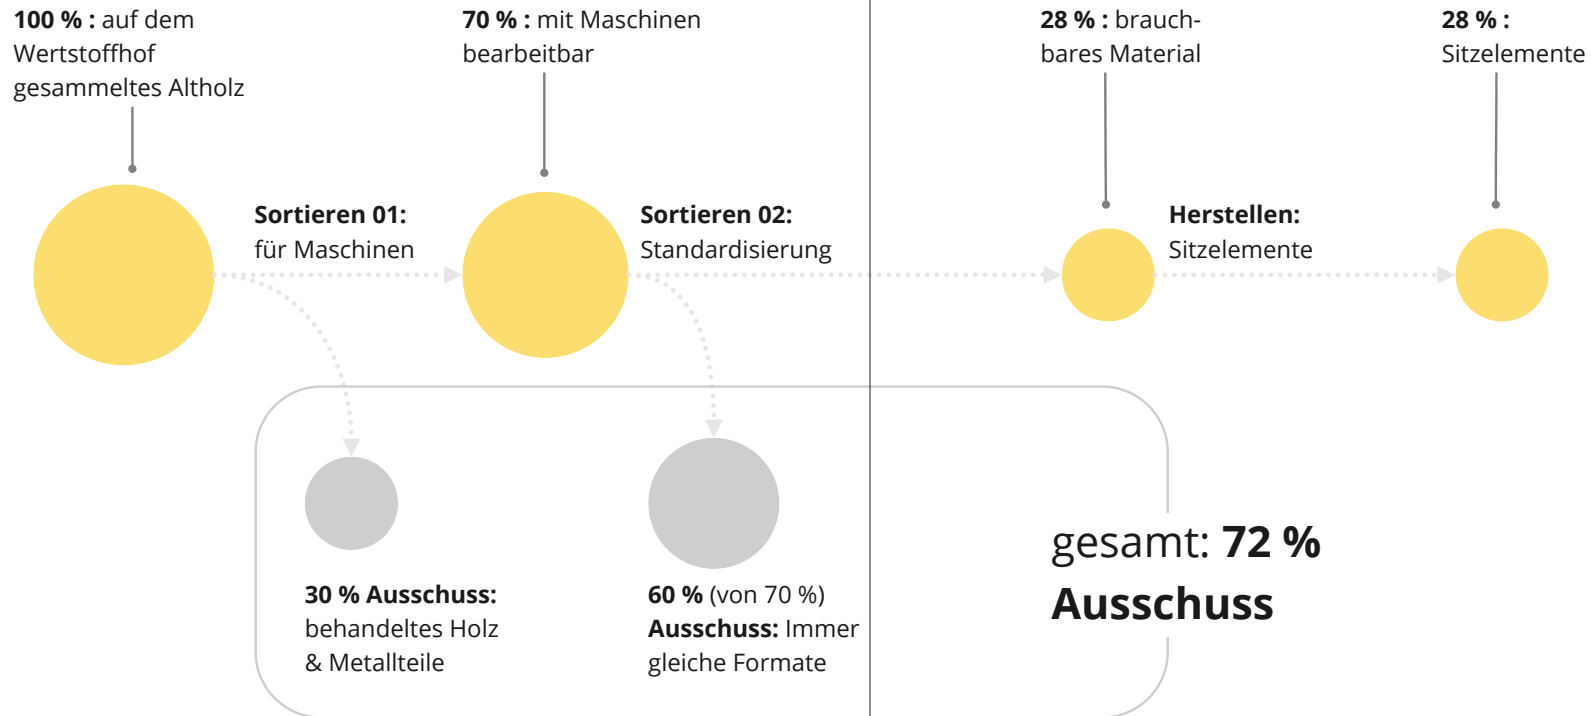 100 % : auf dem
Wertstoffhof
gesammeltes Altholz
70 % : mit Maschinen
bearbeitbar
28 % : brauch-
bares Material
28 % :
Sitzelemente
Sortieren 01:
für Maschinen
Sortieren 02:
Standardisierung
Herstellen:
Sitzelemente
30 % Ausschuss:
behandeltes Holz
& Metallteile
60 % (von 70 %)
Ausschuss: Immer
gleiche Formate
gesamt: 72 %
Ausschuss